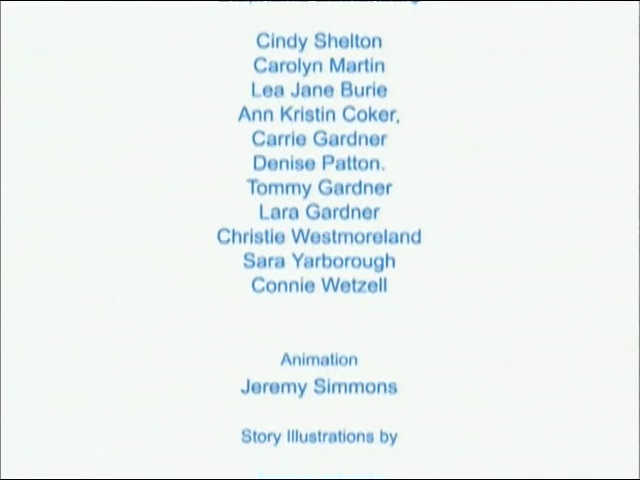 Cindy Shelton
Carolyn Martin
Lea Jane Burie
Ann Kristin Coker,
Carrie Gardner
Denise Patton.
Tommy Gardner
Lara Gardner
Christie Westmoreland
Sara Yarborough
Connie Wetzell
Animation
Jeremy Simmons
Story Illustrations by